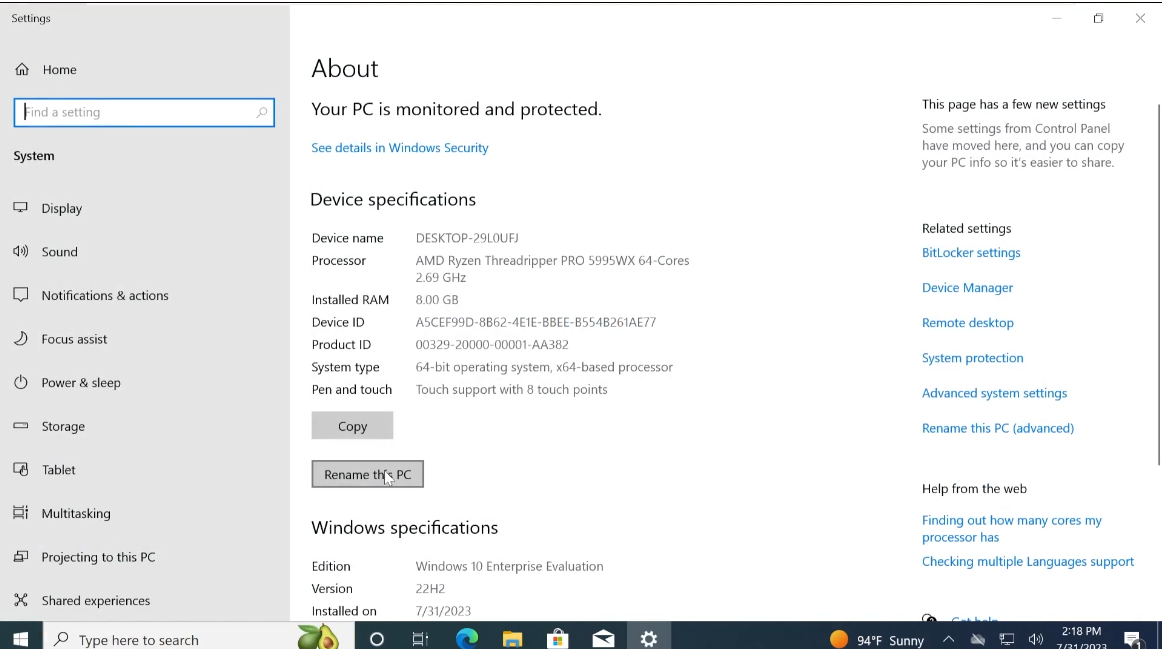 Settings
Home
Find a setting
System
Display
Sound
Notifications & actions
Focus assist
Power & sleep
Storage
Tablet
Multitasking
Projecting to this PC
Shared experiences
About
Your PC is monitored and protected.
See details in Windows Security
Device specifications
Device name DESKTOP-29L0UFJ
Processor AMD Ryzen Threadripper PRO 5995WX 64-Cores
2.69 GHz
Installed RAM 8.00 GB
Device ID A5CEF99D-8B62-4E1E-BBEE-B554B261AE77
Product ID 00329-20000-00001-AA382
System type 64-bit operating system, x64-based processor
Pen and touch Touch support with 8 touch points
Copy
Rename this PC
Windows specifications
Edition Windows 10 Enterprise Evaluation
Version 22H2
Installed on 7/31/2023
This page has a few new settings
Some settings from Control Panel
have moved here, and you can copy
your PC info so it's easier to share.
Related settings
BitLocker settings
Device Manager
Remote desktop
System protection
Advanced system settings
Rename this PC (advanced)
Help from the web
Finding out how many cores my
processor has
Checking multiple Languages support
Get help
Type here to search
94°F Sunny
2:18 PM
7/31/2023
1